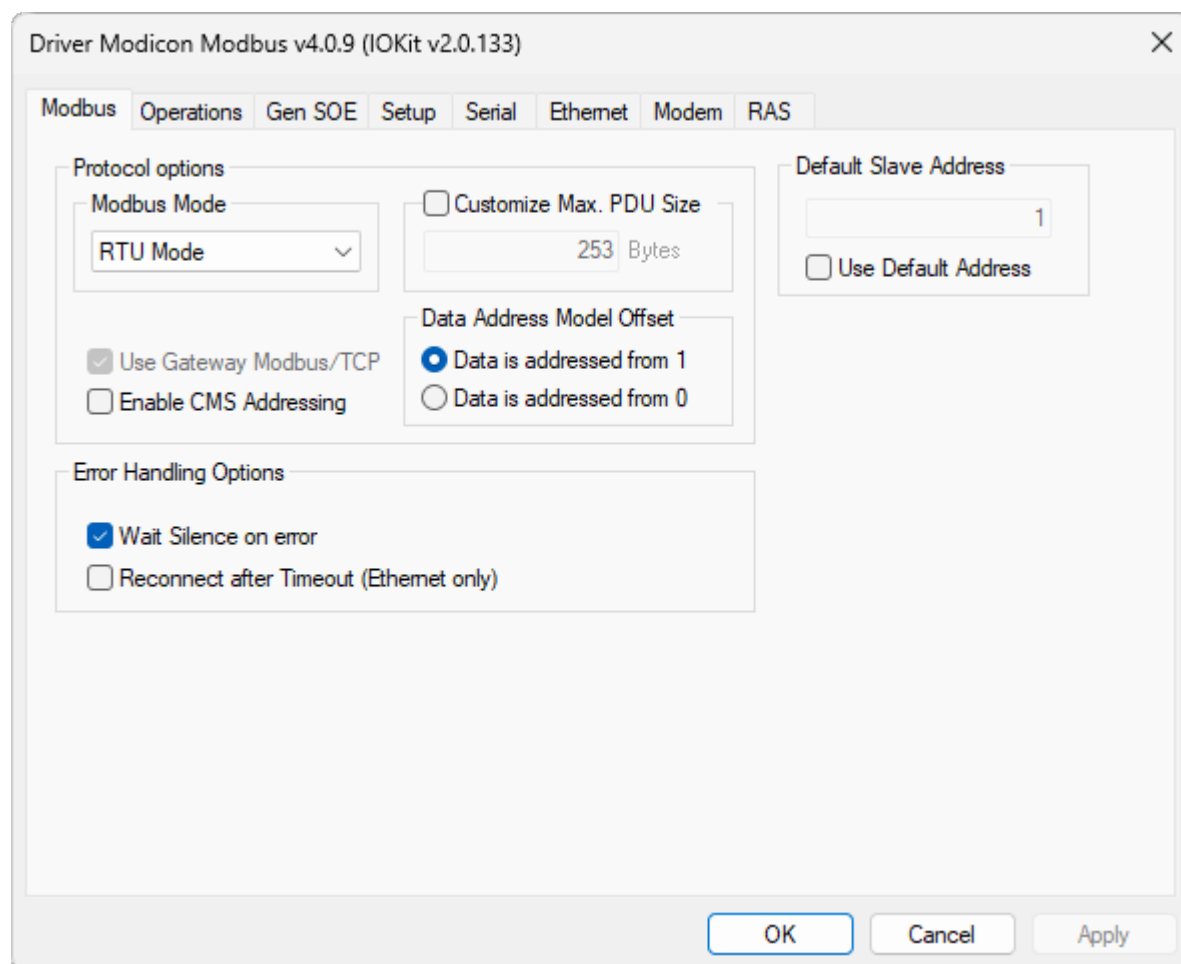 Driver Modicon Modbus v4.0.9 (IOKit v2.0.133)
Modbus Operations Gen SOE Setup Serial Ethernet Modem RAS
Protocol options
Modbus Mode
RTU Mode
Customize Max. PDU Size
253 Bytes
Default Slave Address
1
Use Default Address
Use Gateway Modbus/TCP
Enable CMS Addressing
Data Address Model Offset
Data is addressed from 1
Data is addressed from 0
Error Handling Options
Wait Silence on error
Reconnect after Timeout (Ethernet only)
OK Cancel Apply